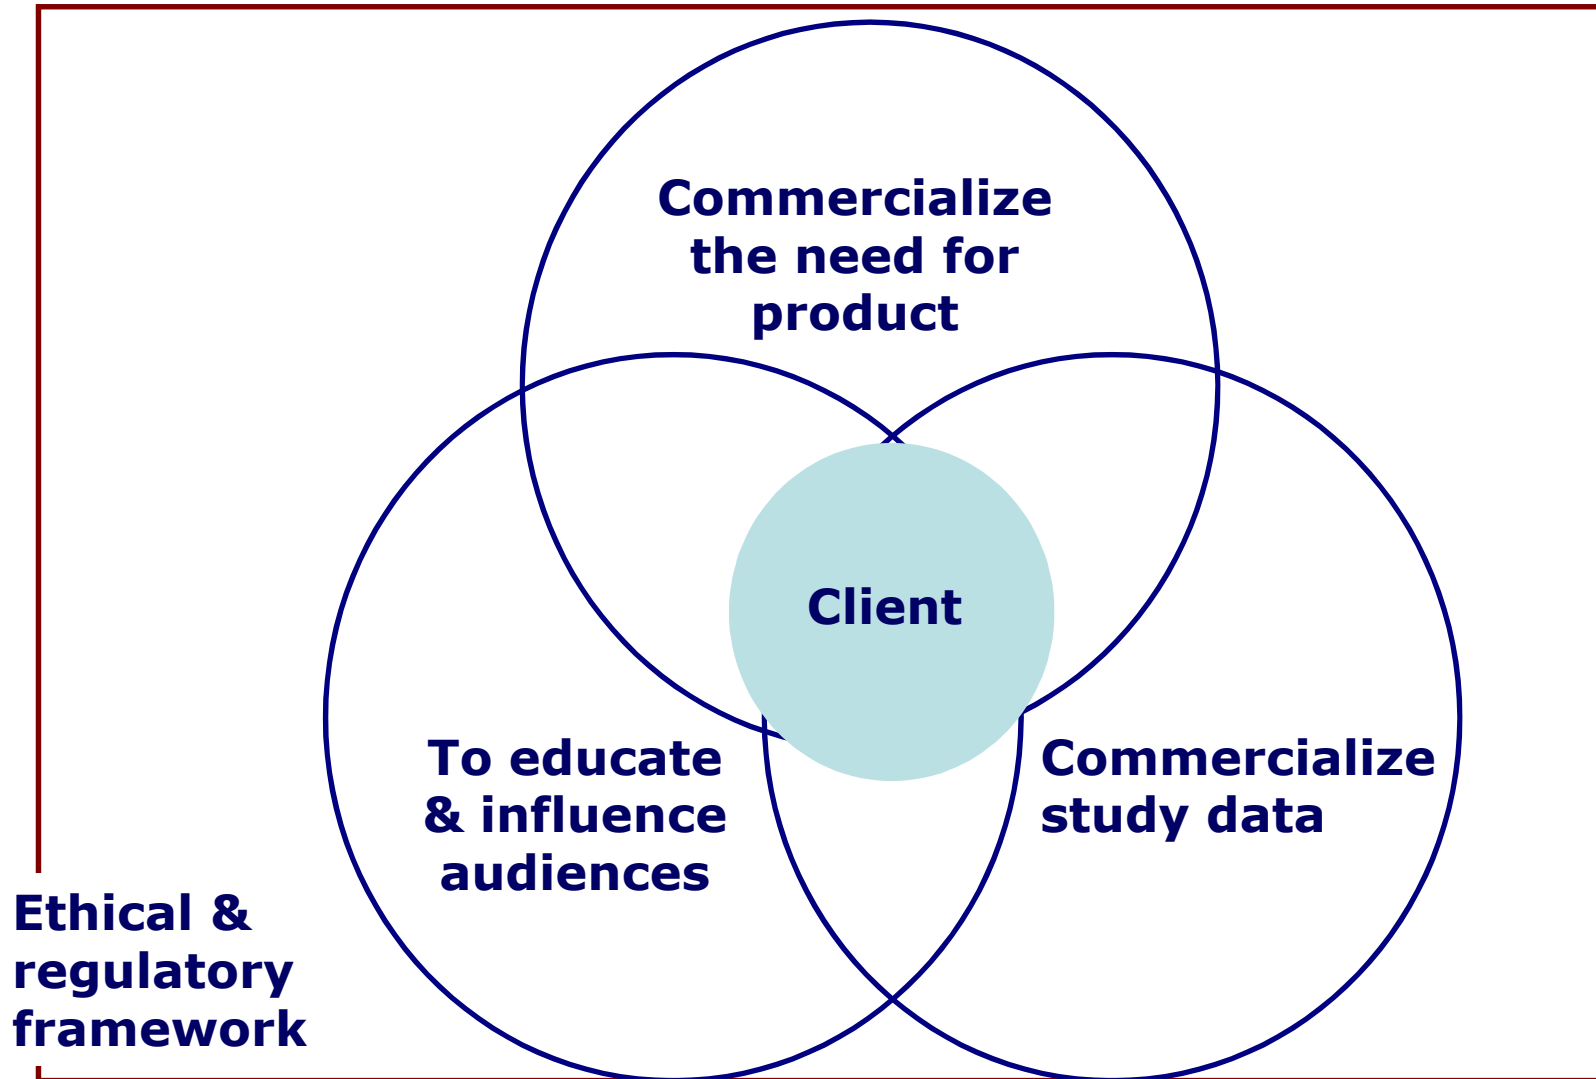 Commercialize
the need for
product
Client
To educate
& influence
audiences
Commercialize
study data
Ethical &
regulatory
framework